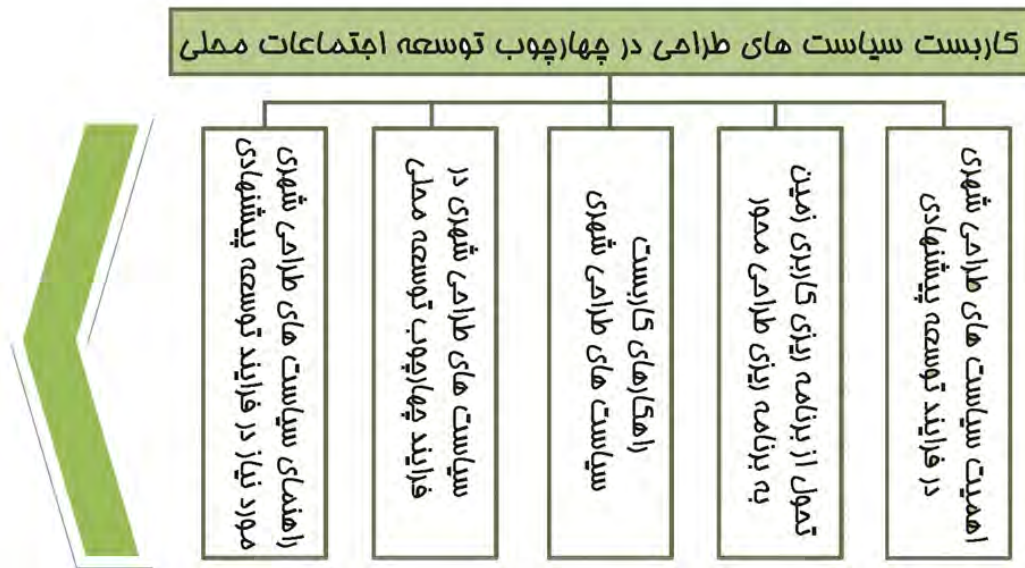 کاربست سیاست های طراحی در چهارچوب توسعه اجتماعات محلی
اهمیت سیاست های طراحی شهری
در فرایند توسعه پیشنهادی
تحول از برنامه ریزی کاربری زمین
به برنامه ریزی طراحی محور
راهکارهای کاربست
سیاست های طراحی شهری
سیاست های طراحی شهری در
فرایند چهارچوب توسعه محلی
راهنمای سیاست های طراحی شهری
مورد نیاز در فرایند توسعه پیشنهادی